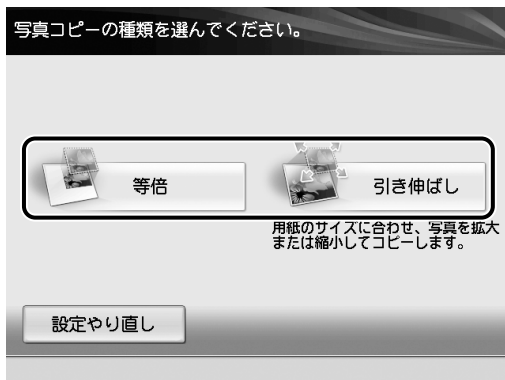 写真コピーの種類を選んでください。
等倍
引き伸ばし
用紙のサイズに合わせ、写真を拡大
または縮小してコピーします。
設定やり直し